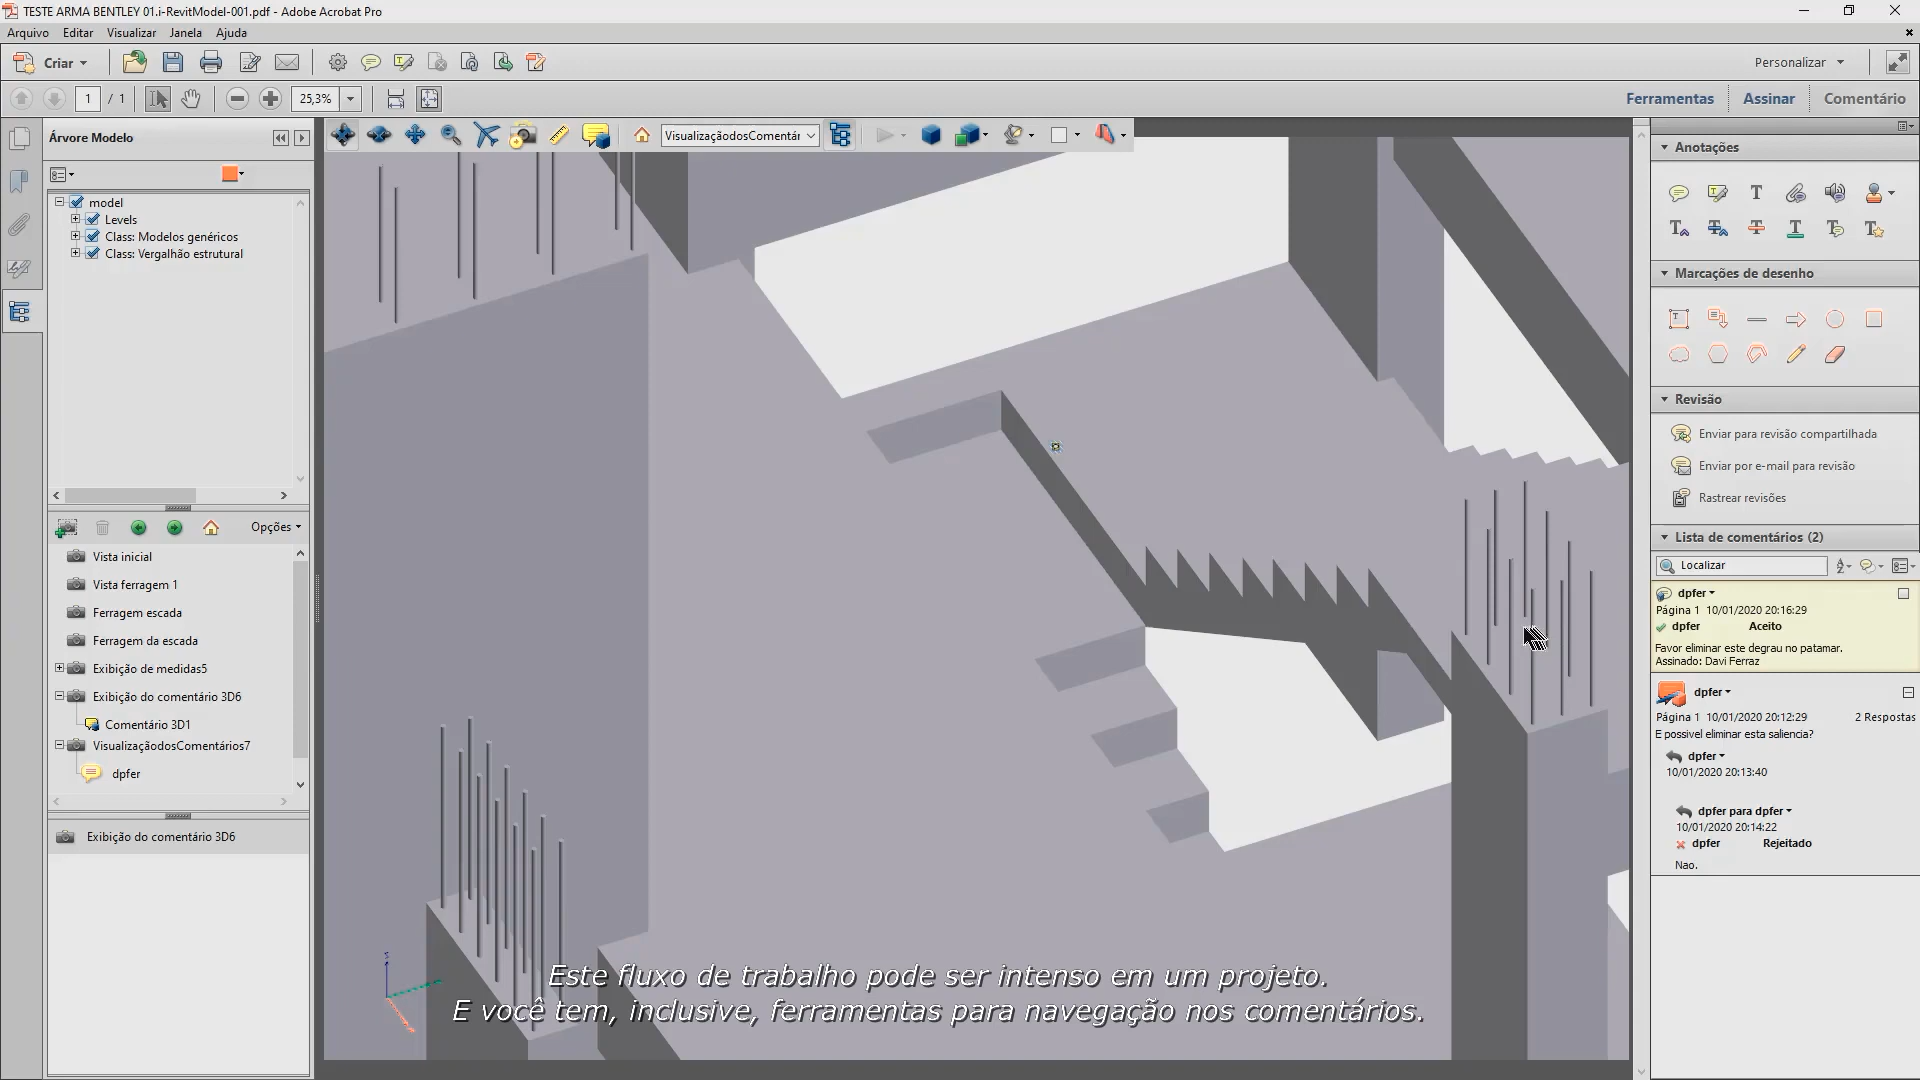 TESTE ARMA BENTLEY 01.i-RevitModel-001.pdf - Adobe Acrobat Pro
Arquivo Editar Visualizar Janela Ajuda
Criar
Personalizar
1 / 1 25,3%
Ferramentas Assinar Comentário
Árvore Modelo
VisualizaçãodosComentár
model
Levels
Class: Modelos genéricos
Class: Vergalhão estrutural
Opções
Vista inicial
Vista ferragem 1
Ferragem escada
Ferragem da escada
Exibição de medidas5
Exibição do comentário 3D6
Comentário 3D1
VisualizaçãodosComentários7
dpfer
Exibição do comentário 3D6
Anotações
Marcações de desenho
Revisão
Enviar para revisão compartilhada
Enviar por e-mail para revisão
Rastrear revisões
Lista de comentários (2)
Localizar
dpfer
Página 1 10/01/2020 20:16:29
dpfer Aceito
Favor eliminar este degrau no patamar.
Assinado: Davi Ferraz
dpfer
Página 1 10/01/2020 20:12:29 2 Respostas
E possivel eliminar esta saliencia?
dpfer
10/01/2020 20:13:40
dpfer para dpfer
10/01/2020 20:14:22
dpfer Rejeitado
Nao.
Este fluxo de trabalho pode ser intenso em um projeto.
E você tem, inclusive, ferramentas para navegação nos comentários.